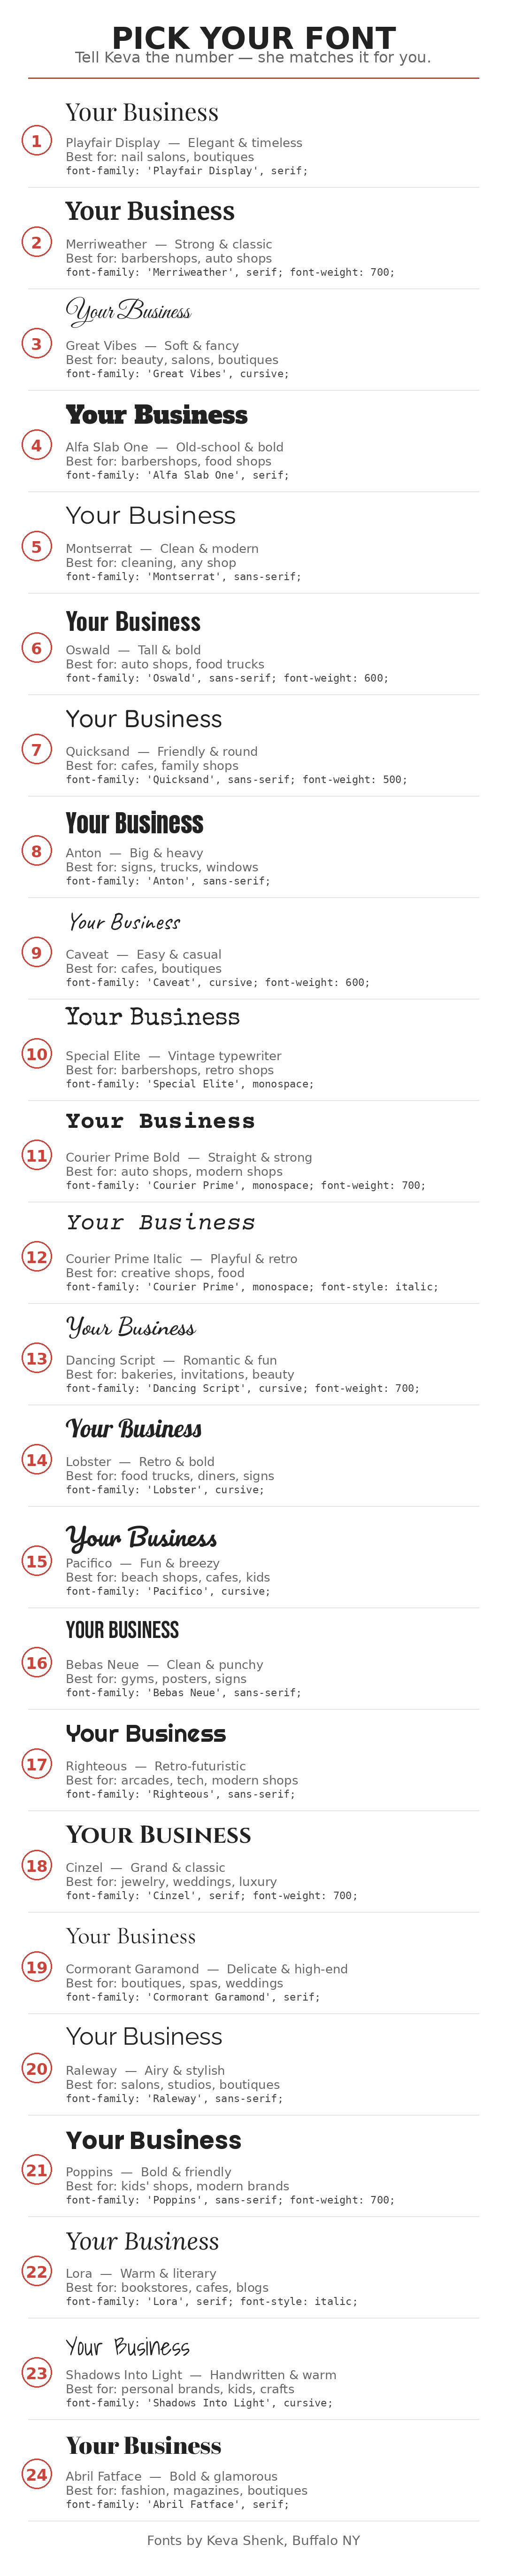 PICK YOUR FONT
Tell Keva the number — she matches it for you.
Your Business
1
Playfair Display — Elegant & timeless
Best for: nail salons, boutiques
font-family: 'Playfair Display', serif;
Your Business
2
Merriweather — Strong & classic
Best for: barbershops, auto shops
font-family: 'Merriweather', serif; font-weight: 700;
Your Business
3
Great Vibes — Soft & fancy
Best for: beauty, salons, boutiques
font-family: 'Great Vibes', cursive;
Your Business
4
Alfa Slab One — Old-school & bold
Best for: barbershops, food shops
font-family: 'Alfa Slab One', serif;
Your Business
5
Montserrat — Clean & modern
Best for: cleaning, any shop
font-family: 'Montserrat', sans-serif;
Your Business
6
Oswald — Tall & bold
Best for: auto shops, food trucks
font-family: 'Oswald', sans-serif; font-weight: 600;
Your Business
7
Quicksand — Friendly & round
Best for: cafes, family shops
font-family: 'Quicksand', sans-serif; font-weight: 500;
Your Business
8
Anton — Big & heavy
Best for: signs, trucks, windows
font-family: 'Anton', sans-serif;
Your Business
9
Caveat — Easy & casual
Best for: cafes, boutiques
font-family: 'Caveat', cursive; font-weight: 600;
Your Business
10
Special Elite — Vintage typewriter
Best for: barbershops, retro shops
font-family: 'Special Elite', monospace;
Your Business
11
Courier Prime Bold — Straight & strong
Best for: auto shops, modern shops
font-family: 'Courier Prime', monospace; font-weight: 700;
Your Business
12
Courier Prime Italic — Playful & retro
Best for: creative shops, food
font-family: 'Courier Prime', monospace; font-style: italic;
Your Business
13
Dancing Script — Romantic & fun
Best for: bakeries, invitations, beauty
font-family: 'Dancing Script', cursive; font-weight: 700;
Your Business
14
Lobster — Retro & bold
Best for: food trucks, diners, signs
font-family: 'Lobster', cursive;
Your Business
15
Pacifico — Fun & breezy
Best for: beach shops, cafes, kids
font-family: 'Pacifico', cursive;
YOUR BUSINESS
16
Bebas Neue — Clean & punchy
Best for: gyms, posters, signs
font-family: 'Bebas Neue', sans-serif;
Your Business
17
Righteous — Retro-futuristic
Best for: arcades, tech, modern shops
font-family: 'Righteous', sans-serif;
Your Business
18
Cinzel — Grand & classic
Best for: jewelry, weddings, luxury
font-family: 'Cinzel', serif; font-weight: 700;
Your Business
19
Cormorant Garamond — Delicate & high-end
Best for: boutiques, spas, weddings
font-family: 'Cormorant Garamond', serif;
Your Business
20
Raleway — Airy & stylish
Best for: salons, studios, boutiques
font-family: 'Raleway', sans-serif;
Your Business
21
Poppins — Bold & friendly
Best for: kids' shops, modern brands
font-family: 'Poppins', sans-serif; font-weight: 700;
Your Business
22
Lora — Warm & literary
Best for: bookstores, cafes, blogs
font-family: 'Lora', serif; font-style: italic;
Your Business
23
Shadows Into Light — Handwritten & warm
Best for: personal brands, kids, crafts
font-family: 'Shadows Into Light', cursive;
Your Business
24
Abril Fatface — Bold & glamorous
Best for: fashion, magazines, boutiques
font-family: 'Abril Fatface', serif;
Fonts by Keva Shenk, Buffalo NY